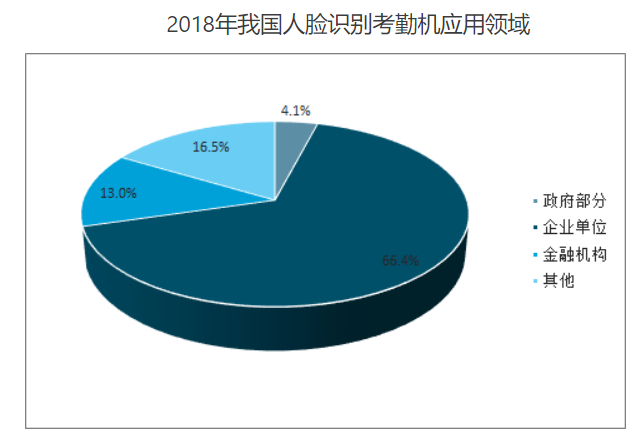 2018年我国人脸识别考勤机应用领域
4.1%
16.5%
13.0%
66.4%
政府部分
企业单位
金融机构
其他